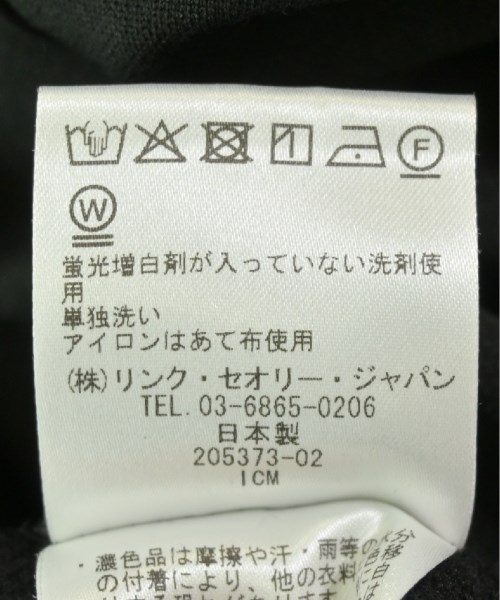 F
W
蛍光増白剤が入っていない洗剤使
用
単独洗い
アイロンはあて布使用
(株)リンク・セオリー・ジャパン
TEL.03-6865-0206
日本製
205373-02
ICM
・濃色品は摩擦や汗・雨等
の付着により、他の衣料